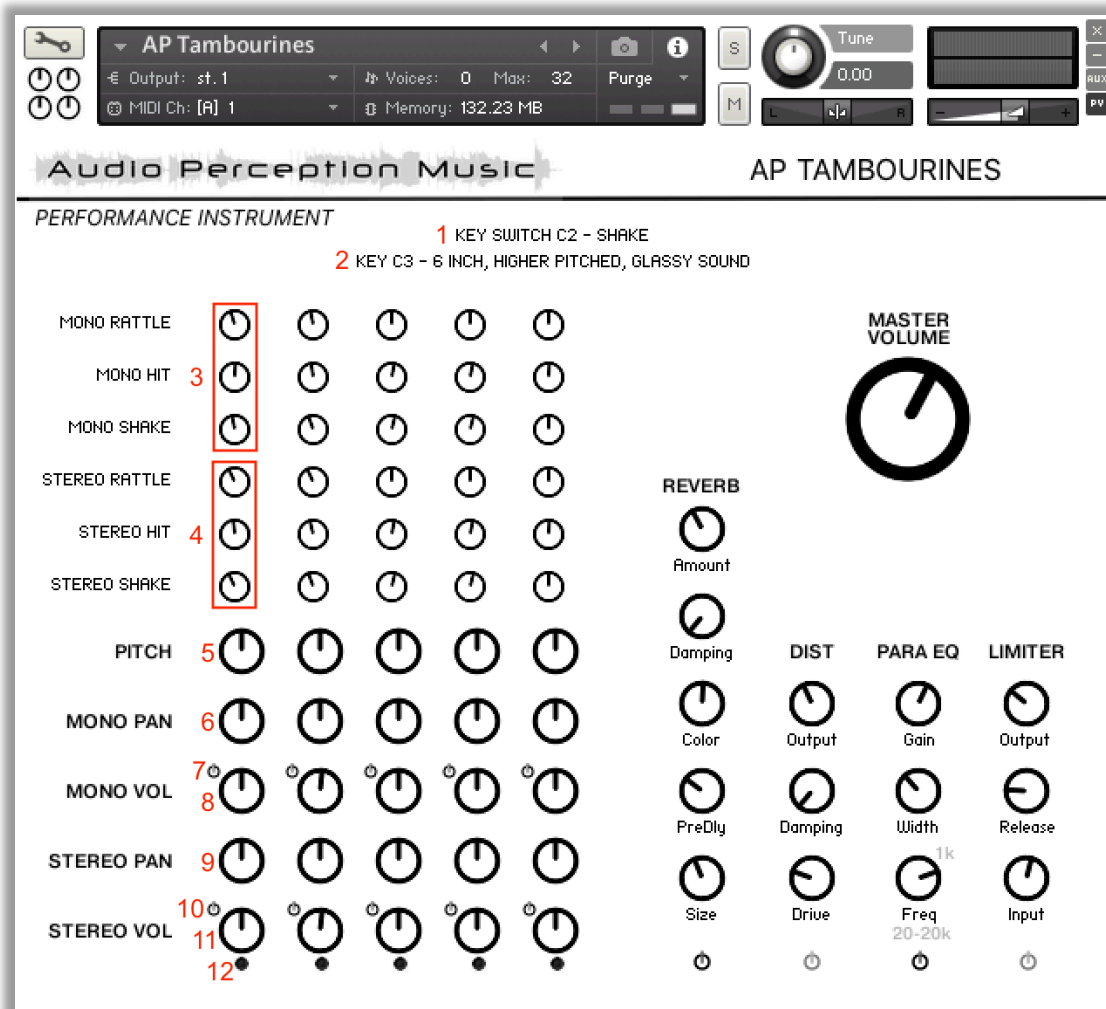 AP Tambourines
S
Tune
×
Output: st. 1
Voices: 0 Max: 32
Purge
0.00
−
AUX
MIDI Ch: [A] 1
Memory: 132.23 MB
M
L
R
−
+
PV
Audio Perception Music
AP TAMBOURINES
PERFORMANCE INSTRUMENT
1 KEY SWITCH C2 - SHAKE
2 KEY C3 - 6 INCH, HIGHER PITCHED, GLASSY SOUND
MONO RATTLE
MASTER
VOLUME
MONO HIT 3
MONO SHAKE
STEREO RATTLE
REVERB
STEREO HIT 4
Amount
STEREO SHAKE
PITCH 5
Damping
DIST
PARA EQ
LIMITER
MONO PAN 6
Color
Output
Gain
Output
7
MONO VOL 8
PreDly
Damping
Width
Release
1k
STEREO PAN 9
Size
Drive
Freq
Input
20-20k
10
STEREO VOL 11
12